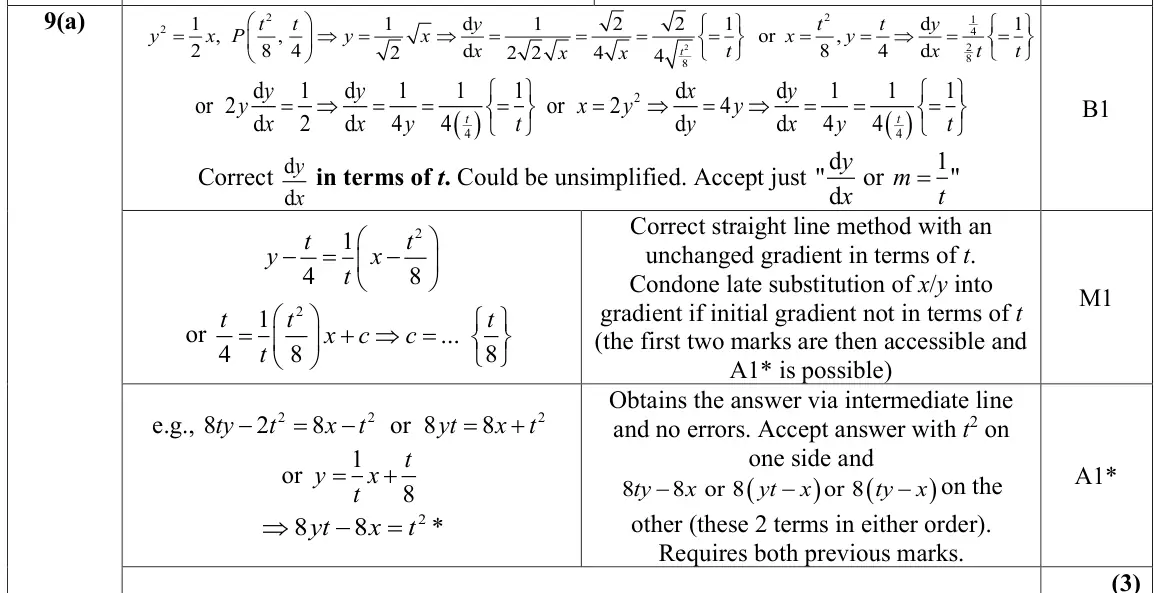 9(a)
y² = 1/2 x, P(t²/8, t/4) ⇒ y = 1/√2 √x ⇒ dy/dx = 1/(2√2√x) = √2/(4√x) = √2/(4√(t²/8)) {= 1/t} or x = t²/8, y = t/4 ⇒ dy/dx = (1/4)/(2/8 t) {= 1/t}
or 2y dy/dx = 1/2 ⇒ dy/dx = 1/(4y) = 1/(4(t/4)) {= 1/t} or x = 2y² ⇒ dx/dy = 4y ⇒ dy/dx = 1/(4y) = 1/(4(t/4)) {= 1/t}
B1
Correct dy/dx in terms of t. Could be unsimplified. Accept just "dy/dx or m = 1/t"
y − t/4 = 1/t (x − t²/8)
or t/4 = 1/t (t²/8) x + c ⇒ c = ... {t/8}
Correct straight line method with an
unchanged gradient in terms of t.
Condone late substitution of x/y into
gradient if initial gradient not in terms of t
(the first two marks are then accessible and
A1* is possible)
M1
e.g., 8ty − 2t² = 8x − t² or 8yt = 8x + t²
or y = 1/t x + t/8
⇒ 8yt − 8x = t² *
Obtains the answer via intermediate line
and no errors. Accept answer with t² on
one side and
8ty − 8x or 8(yt − x) or 8(ty − x) on the
other (these 2 terms in either order).
Requires both previous marks.
A1*
(3)